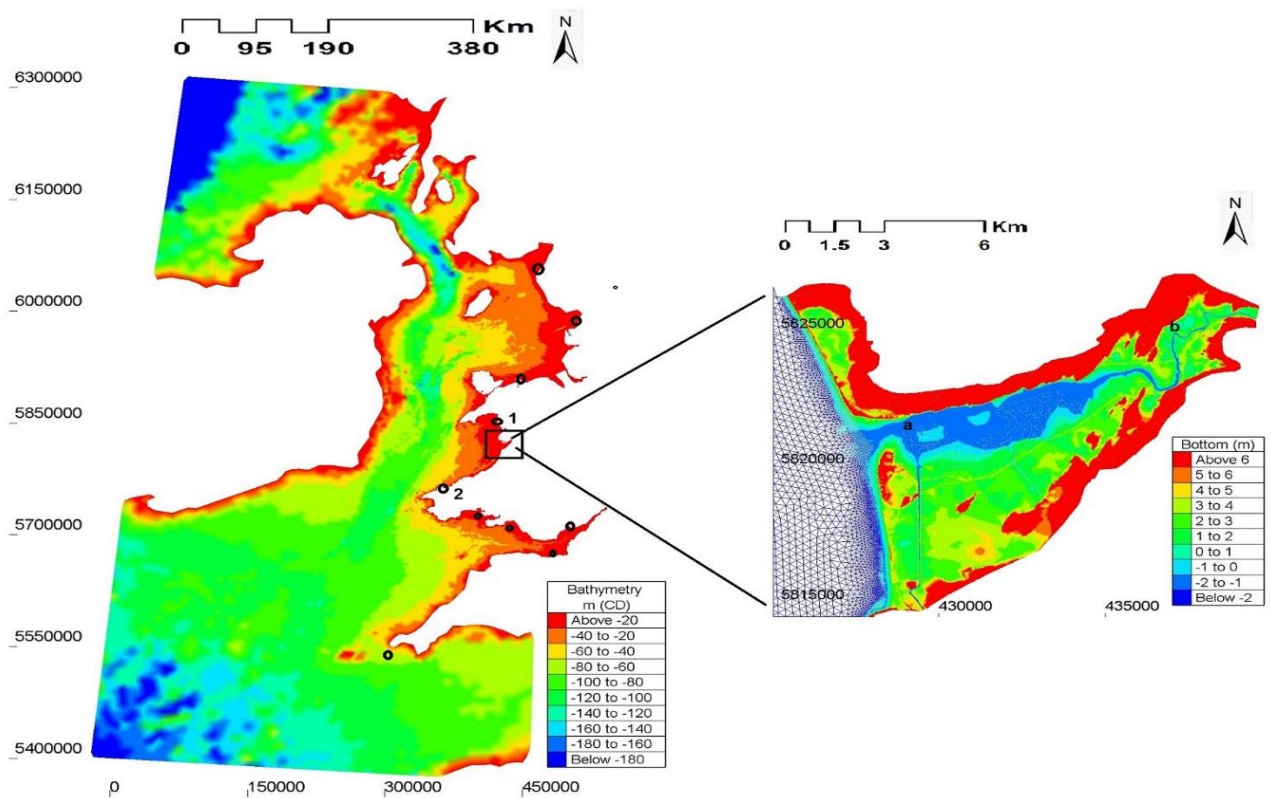 Km
N
0 95 190 380
6300000
6150000
6000000
5850000
5700000
5550000
5400000
0 150000 300000 450000
1
2
Bathymetry
m (CD)
Above -20
-40 to -20
-60 to -40
-80 to -60
-100 to -80
-120 to -100
-140 to -120
-160 to -140
-180 to -160
Below -180
N
Km
0 1.5 3 6
5825000
5820000
5815000
430000 435000
a
b
Bottom (m)
Above 6
5 to 6
4 to 5
3 to 4
2 to 3
1 to 2
0 to 1
-1 to 0
-2 to -1
Below -2